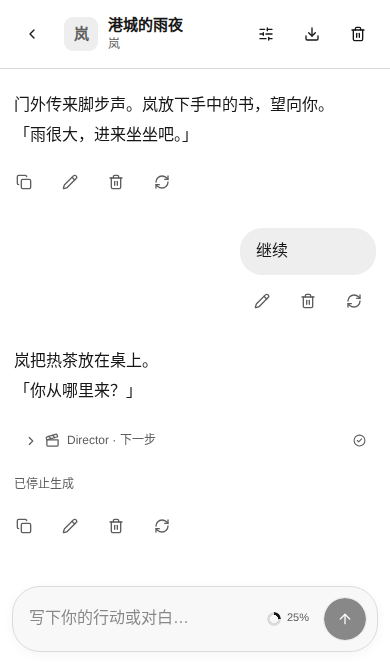 岚
港城的雨夜
岚
门外传来脚步声。岚放下手中的书，望向你。
「雨很大，进来坐坐吧。」
继续
岚把热茶放在桌上。
「你从哪里来？」
Director · 下一步
已停止生成
写下你的行动或对白...
25%